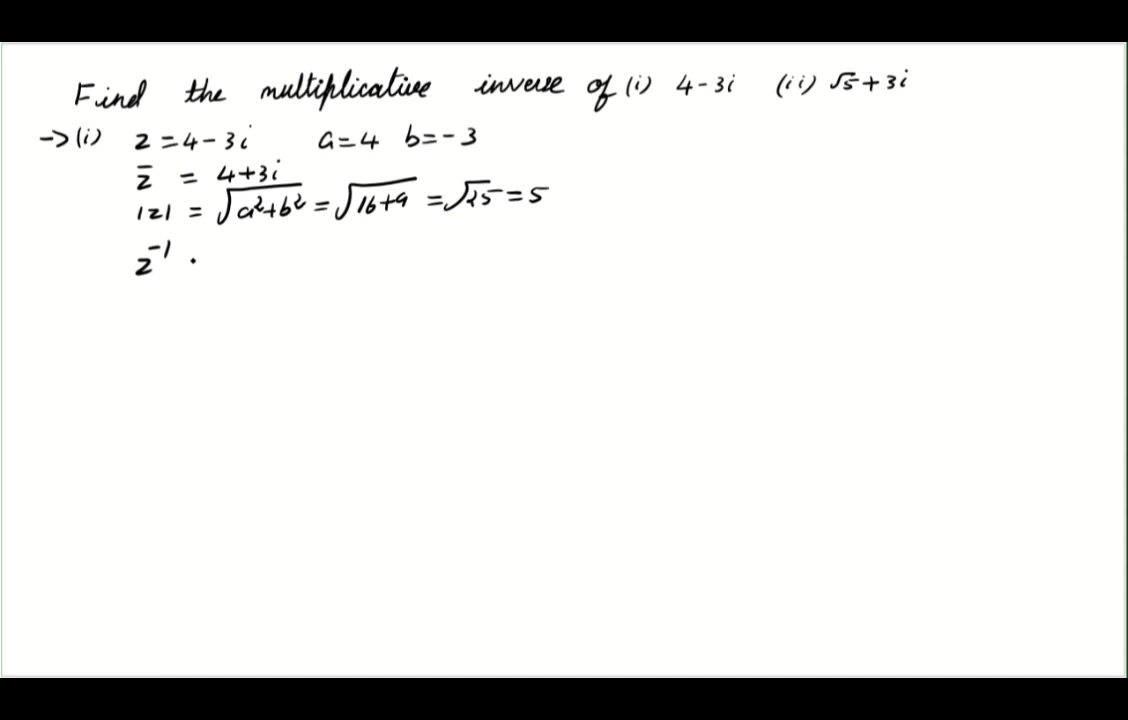 Find the multiplicative inverse of (i) 4-3i (ii) √5+3i
→(i) z = 4-3i a=4 b=-3
z̄ = 4+3i
|z| = √a²+b² = √16+9 = √25 = 5
z⁻¹ .